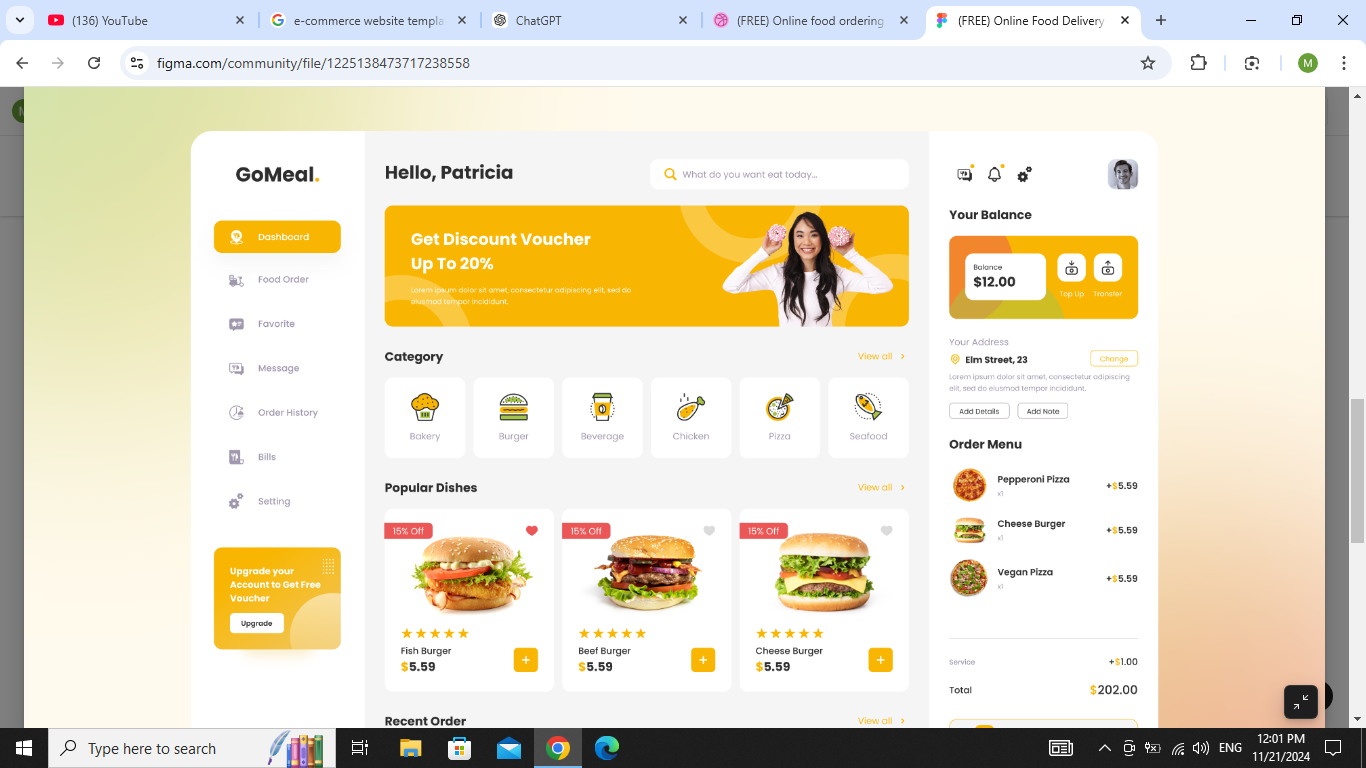 (136) YouTube
e-commerce website templa
ChatGPT
(FREE) Online food ordering
(FREE) Online Food Delivery
figma.com/community/file/1225138473717238558
M
GoMeal.
Dashboard
Food Order
Favorite
Message
Order History
Bills
Setting
Upgrade your
Account to Get Free
Voucher
Upgrade
Hello, Patricia
What do you want eat today...
Get Discount Voucher
Up To 20%
Lorem ipsum dolor sit amet, consectetur adipiscing elit, sed do
eiusmod tempor incididunt.
Category
View all
Bakery
Burger
Beverage
Chicken
Pizza
Seafood
Popular Dishes
View all
15% Off
Fish Burger
$5.59
15% Off
Beef Burger
$5.59
15% Off
Cheese Burger
$5.59
Recent Order
View all
Your Balance
Balance
$12.00
Top Up
Transfer
Your Address
Elm Street, 23
Change
Lorem ipsum dolor sit amet, consectetur adipiscing
elit, sed do eiusmod tempor incididunt.
Add Details
Add Note
Order Menu
Pepperoni Pizza
x1
+$5.59
Cheese Burger
x1
+$5.59
Vegan Pizza
x1
+$5.59
Service
+$1.00
Total
$202.00
Type here to search
ENG
12:01 PM
11/21/2024